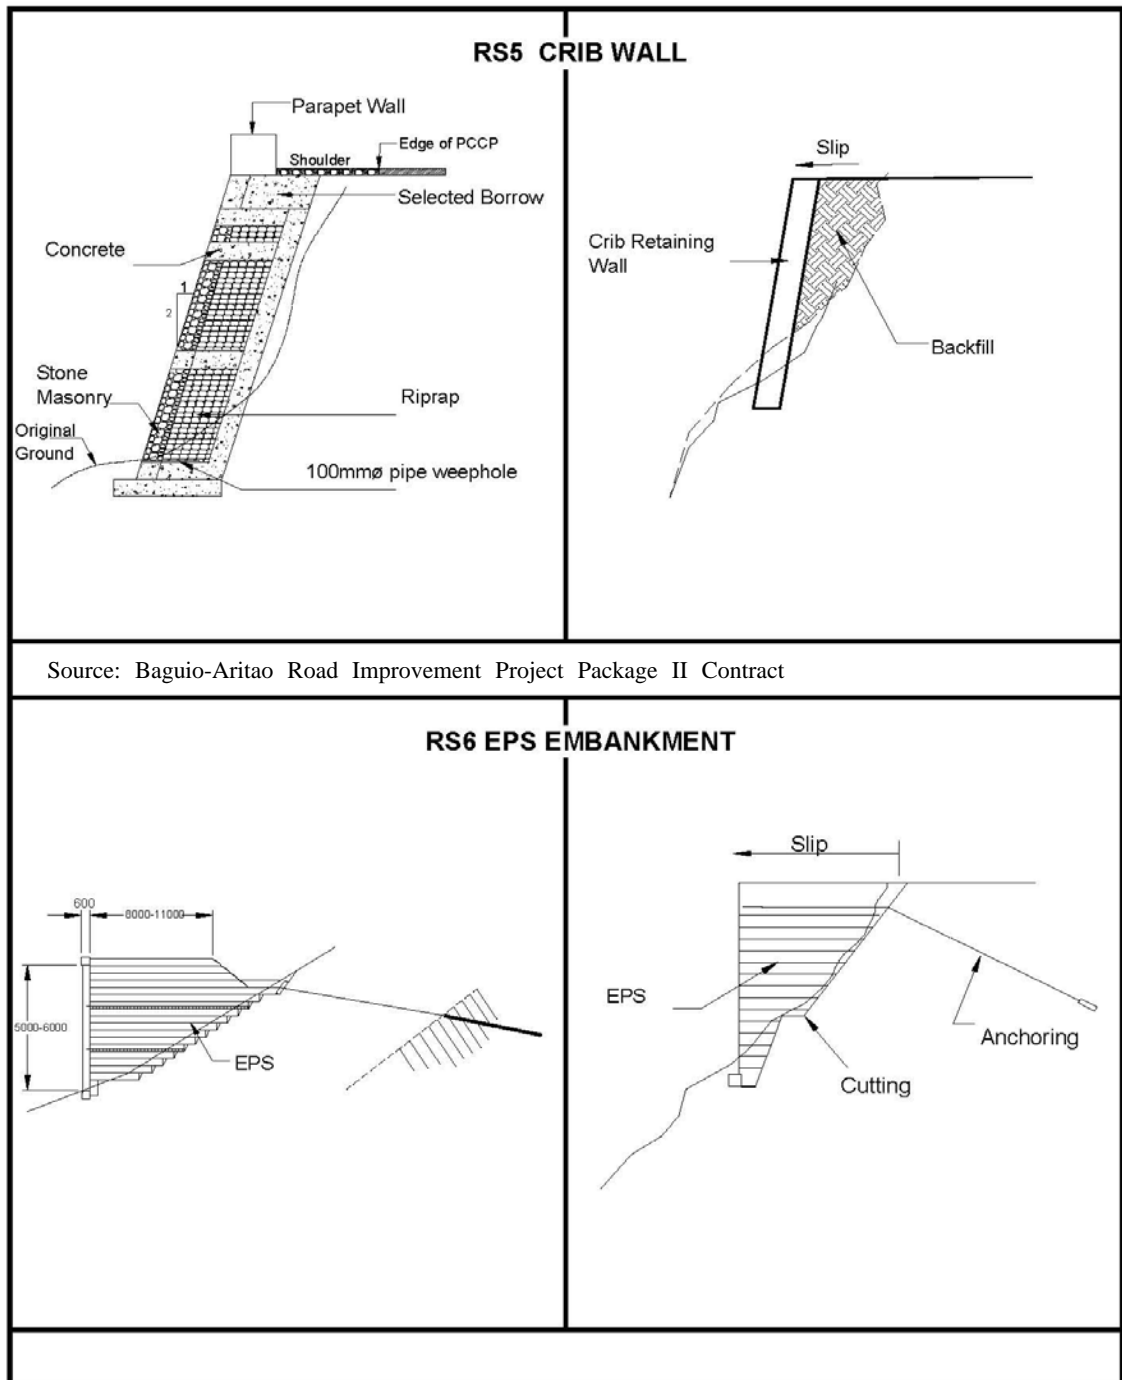 RS5 CRIB WALL
Parapet Wall
Edge of PCCP
Shoulder
Selected Borrow
Concrete
1
2
Stone
Masonry
Riprap
Original
Ground
100mmø pipe weephole
Slip
Crib Retaining
Wall
Backfill
Source: Baguio-Aritao Road Improvement Project Package II Contract
RS6 EPS EMBANKMENT
600
8000-11000
5000-6000
EPS
Slip
EPS
Anchoring
Cutting